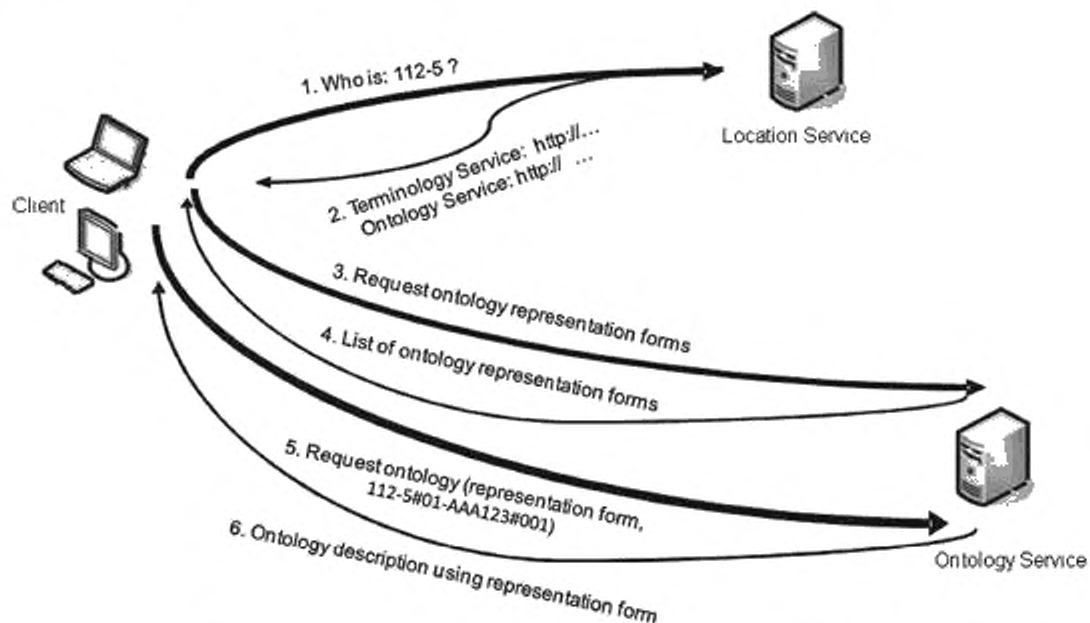 1. Who is: 112-5 ?
Location Service
2. Terminology Service: http://...
Ontology Service: http:// ...
Client
3. Request ontology representation forms
4. List of ontology representation forms
5. Request ontology (representation form,
112-5#01-AAA123#001)
6. Ontology description using representation form
Ontology Service